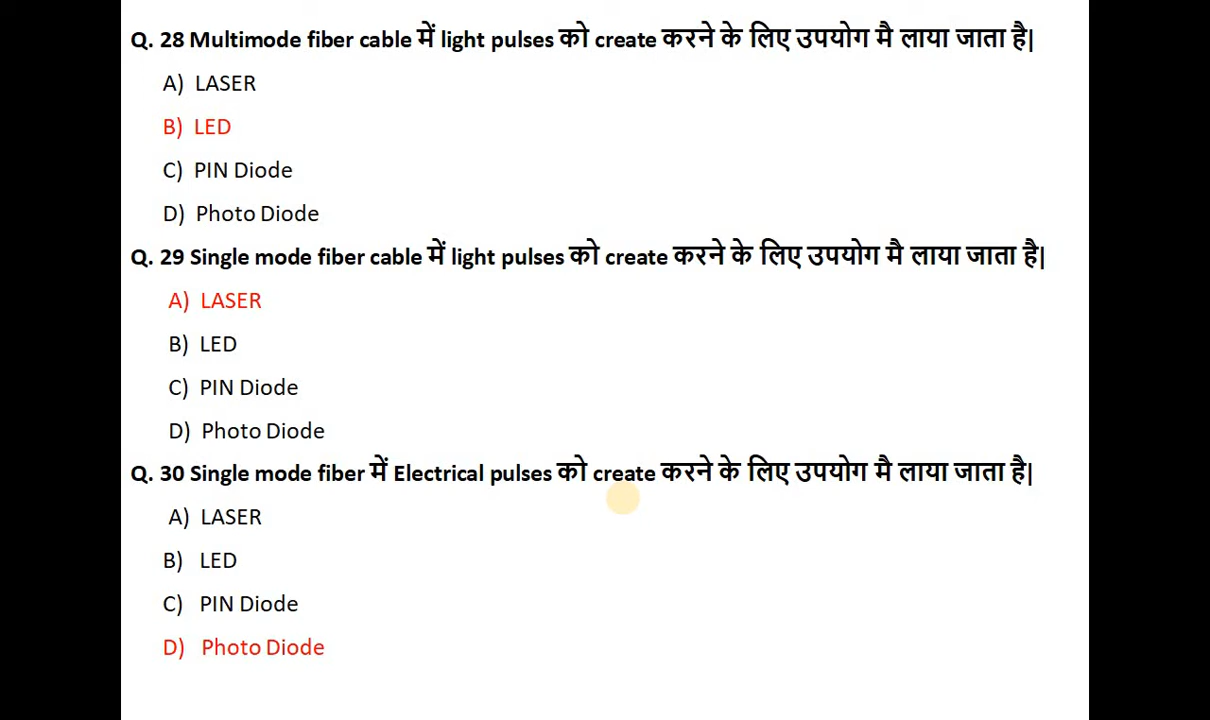 Q. 28 Multimode fiber cable में light pulses को create करने के लिए उपयोग मै लाया जाता है|
A) LASER
B) LED
C) PIN Diode
D) Photo Diode
Q. 29 Single mode fiber cable में light pulses को create करने के लिए उपयोग मै लाया जाता है|
A) LASER
B) LED
C) PIN Diode
D) Photo Diode
Q. 30 Single mode fiber में Electrical pulses को create करने के लिए उपयोग मै लाया जाता है|
A) LASER
B) LED
C) PIN Diode
D) Photo Diode